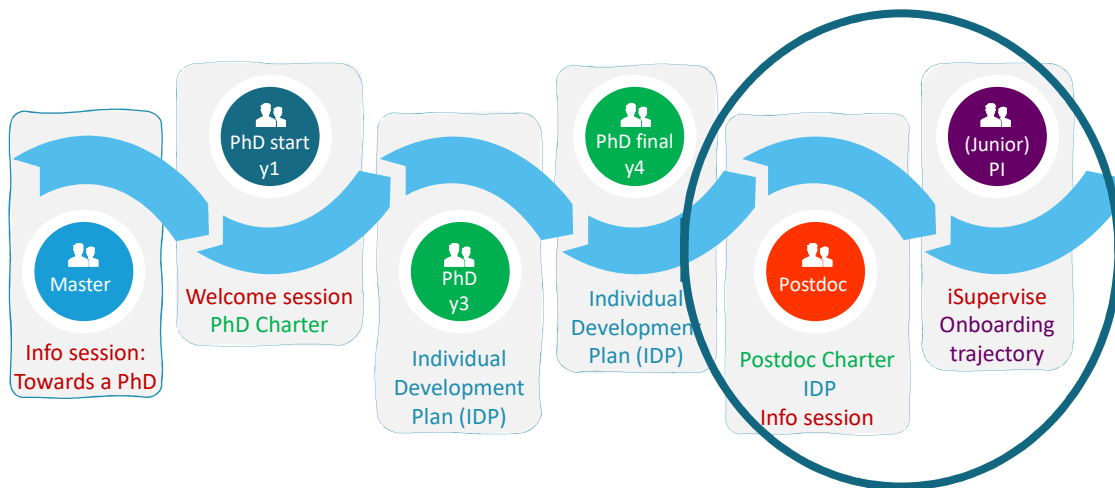 Master
Info session:
Towards a PhD
PhD start
y1
Welcome session
PhD Charter
PhD
y3
Individual
Development
Plan (IDP)
PhD final
y4
Individual
Development
Plan (IDP)
Postdoc
Postdoc Charter
IDP
Info session
(Junior)
PI
iSupervise
Onboarding
trajectory